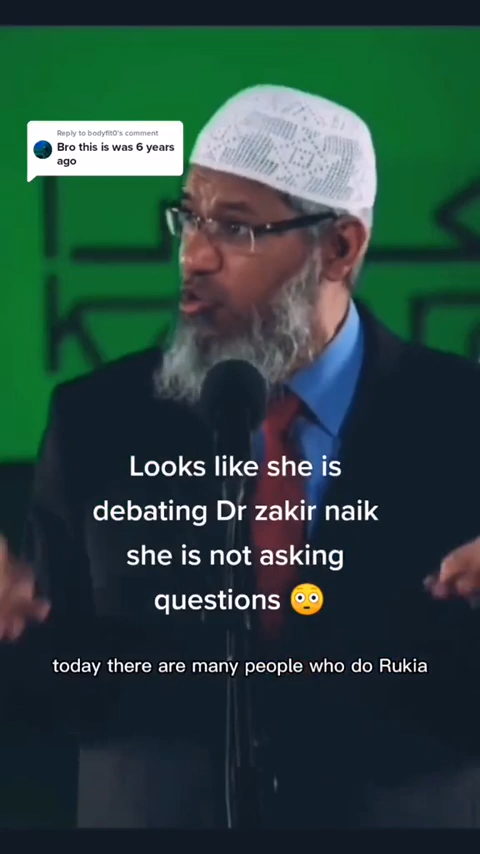 Reply to bodyfit0's comment
Bro this is was 6 years
ago
Looks like she is
debating Dr zakir naik
she is not asking
questions 😳
today there are many people who do Rukia